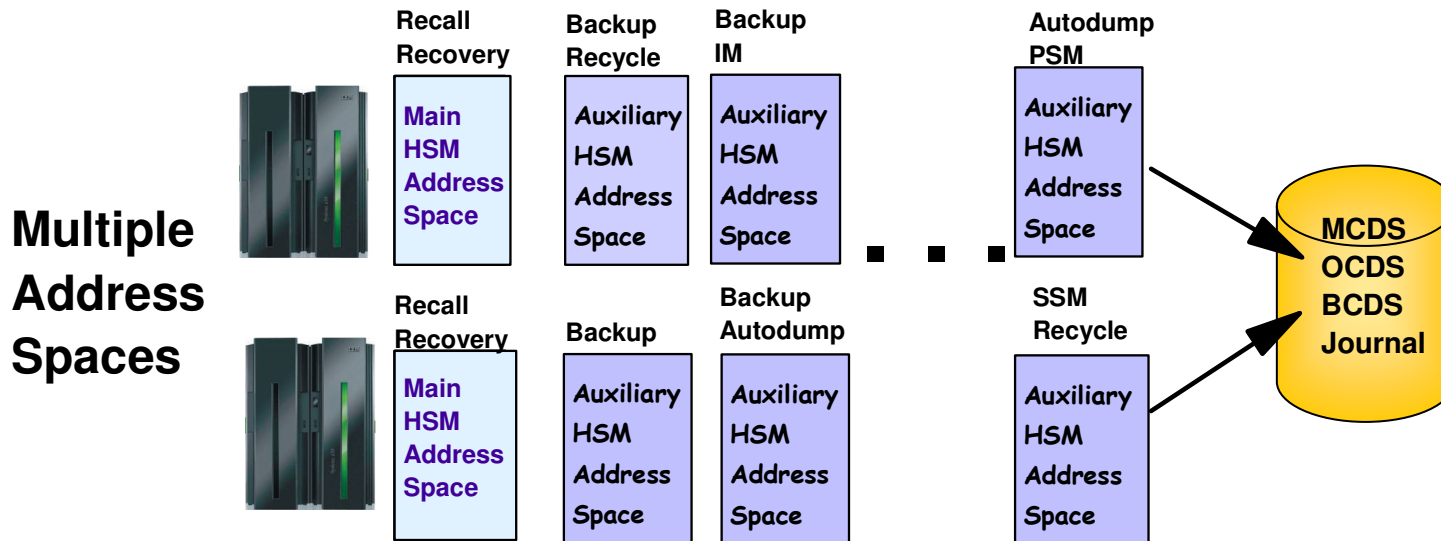 Multiple
Address
Spaces
Recall
Recovery
Main
HSM
Address
Space
Backup
Recycle
Auxiliary
HSM
Address
Space
Backup
IM
Auxiliary
HSM
Address
Space
Autodump
PSM
Auxiliary
HSM
Address
Space
Recall
Recovery
Main
HSM
Address
Space
Backup
Auxiliary
HSM
Address
Space
Backup
Autodump
Auxiliary
HSM
Address
Space
SSM
Recycle
Auxiliary
HSM
Address
Space
MCDS
OCDS
BCDS
Journal